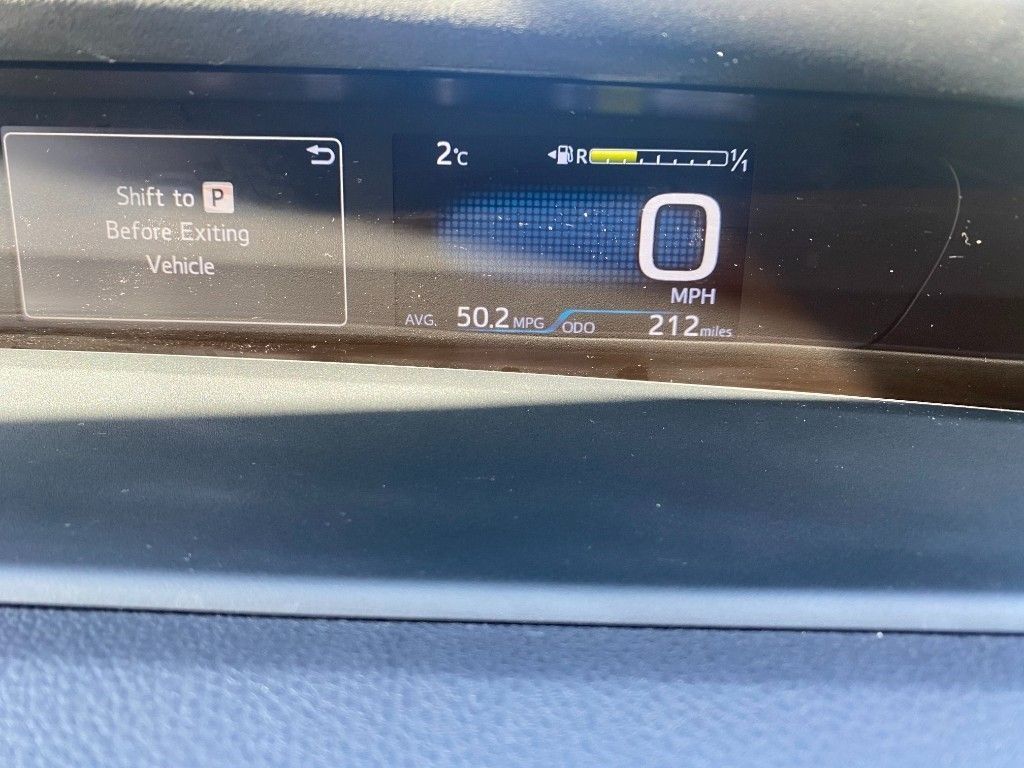 Shift to P
Before Exiting
Vehicle
2°C
R 1/1
0
MPH
AVG. 50.2 MPG ODO 212 miles